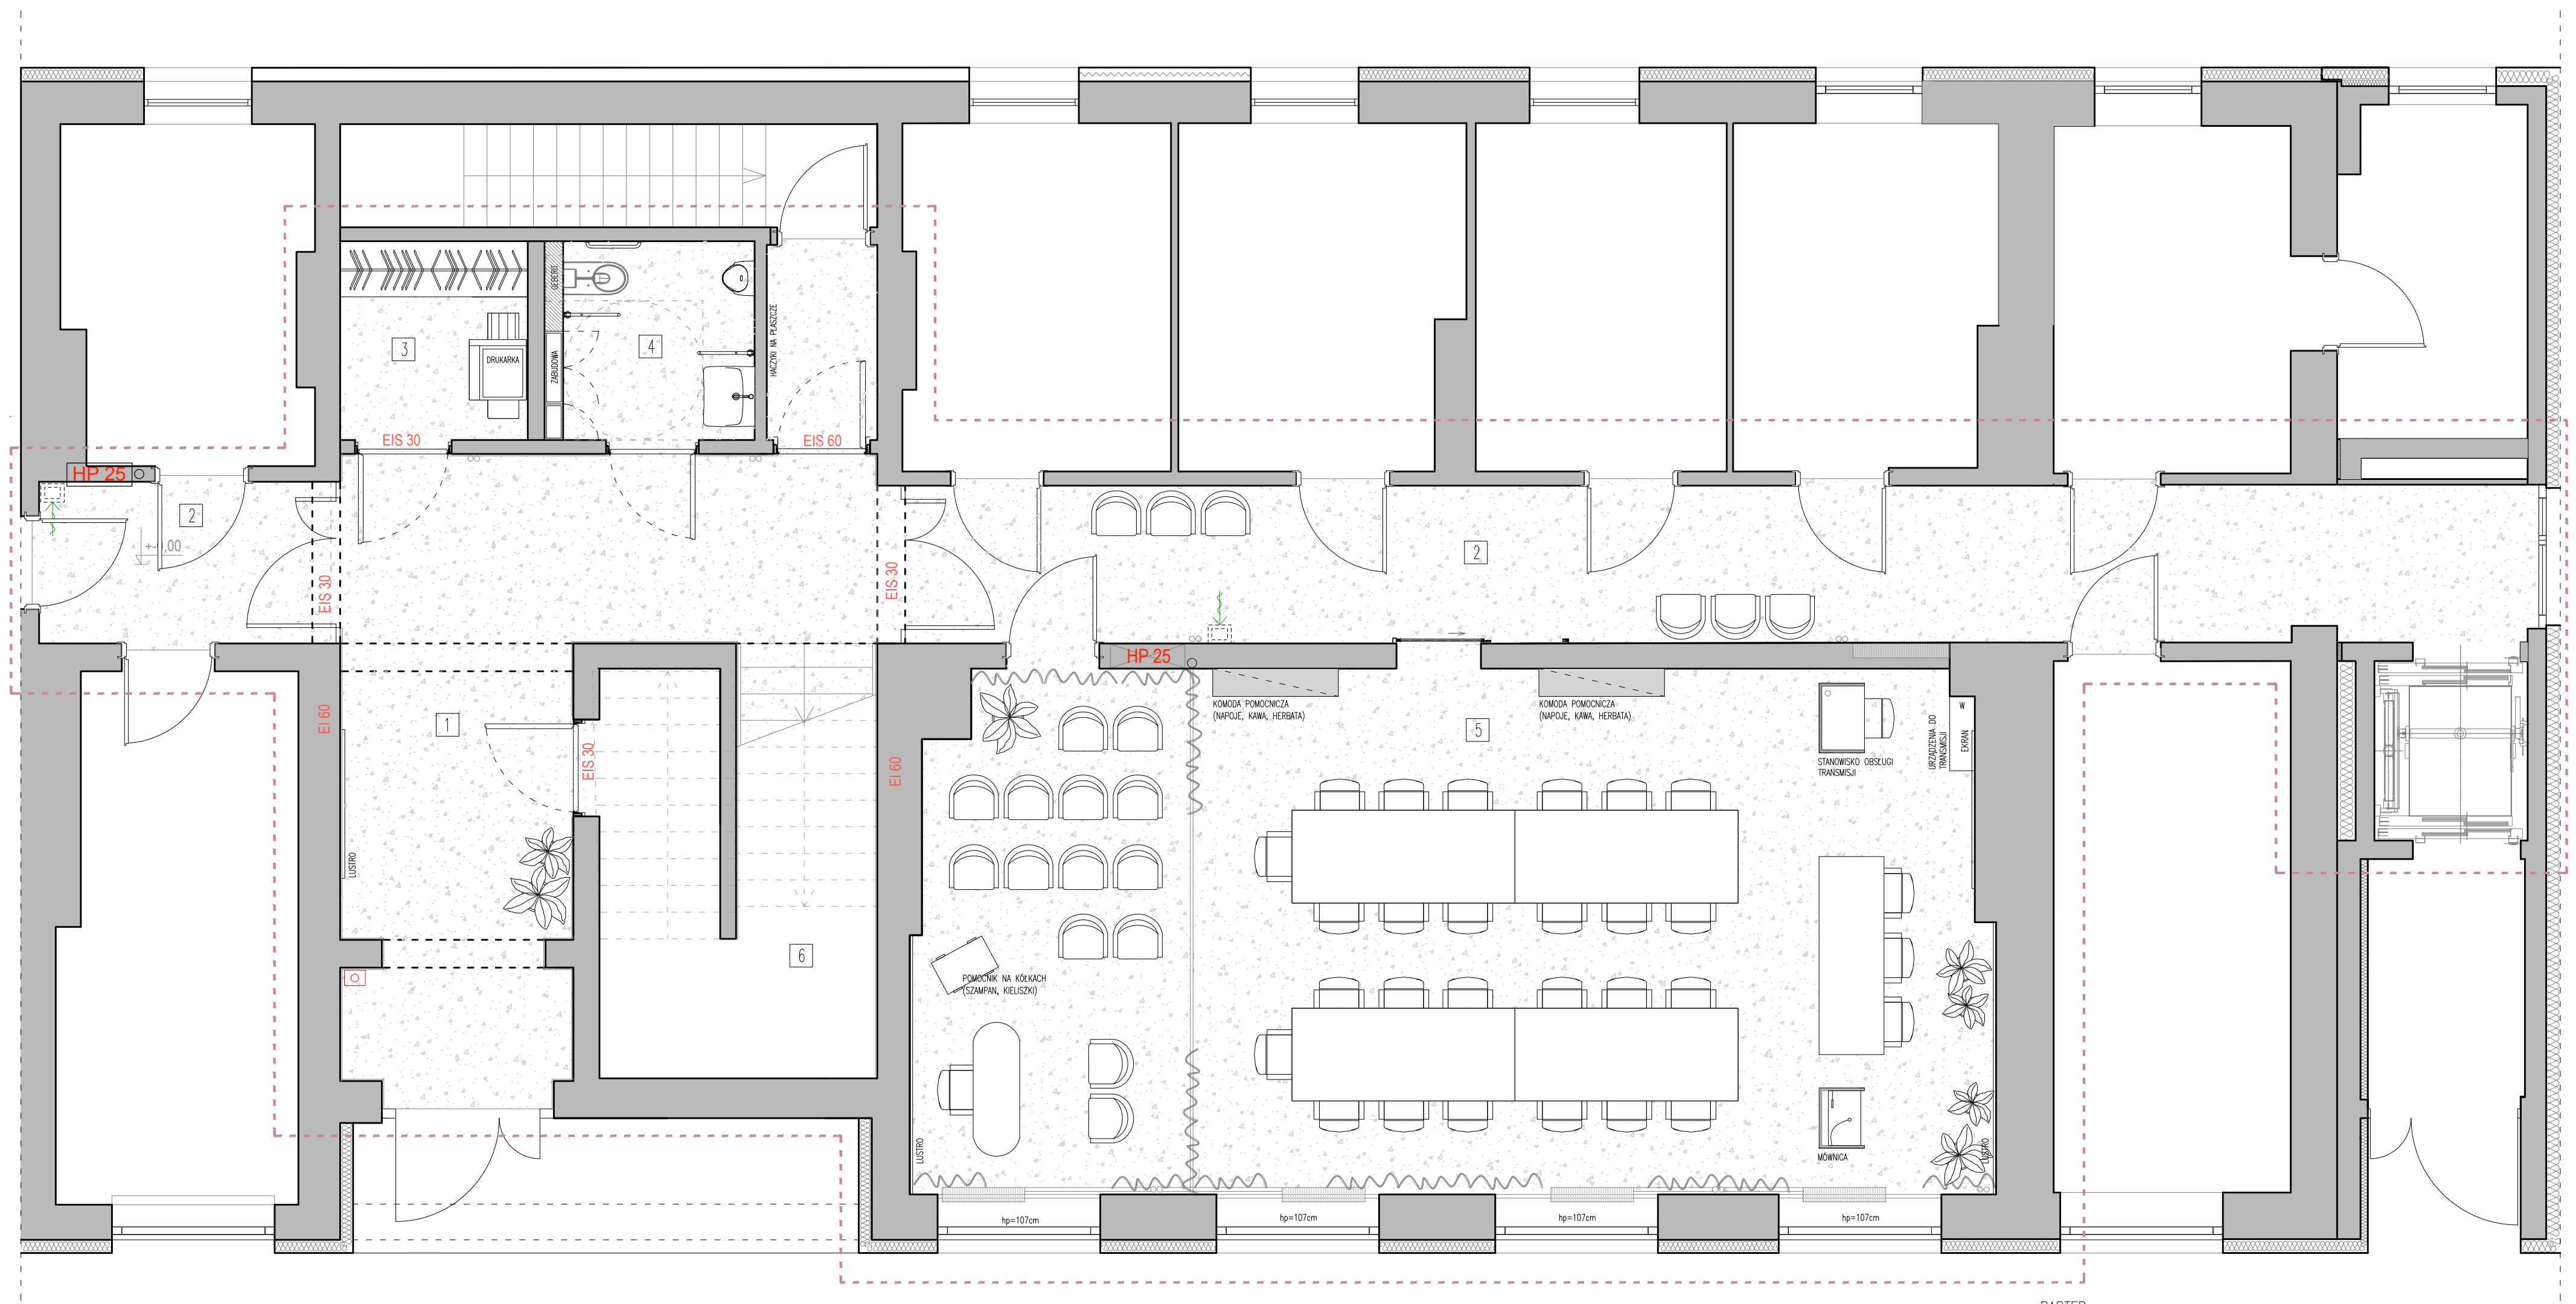 GEBERIT
HACZYKI NA PŁASZCZE
3
4
DRUKARKA
ZABUDOWA
EIS 30
EIS 60
HP 25
2
+-0,00
EIS 30
EIS 30
2
HP 25
EI 60
1
EIS 30
EI 60
KOMODA POMOCNICZA
(NAPOJE, KAWA, HERBATA)
KOMODA POMOCNICZA
(NAPOJE, KAWA, HERBATA)
5
W
EKRAN
URZĄDZENIA DO
TRANSMISJI
STANOWISKO OBSŁUGI
TRANSMISJI
LUSTRO
6
POMOCNIK NA KÓŁKACH
(SZAMPAN, KIELISZKI)
LUSTRO
MÓWNICA
LUSTRO
hp=107cm
hp=107cm
hp=107cm
hp=107cm
PARTER